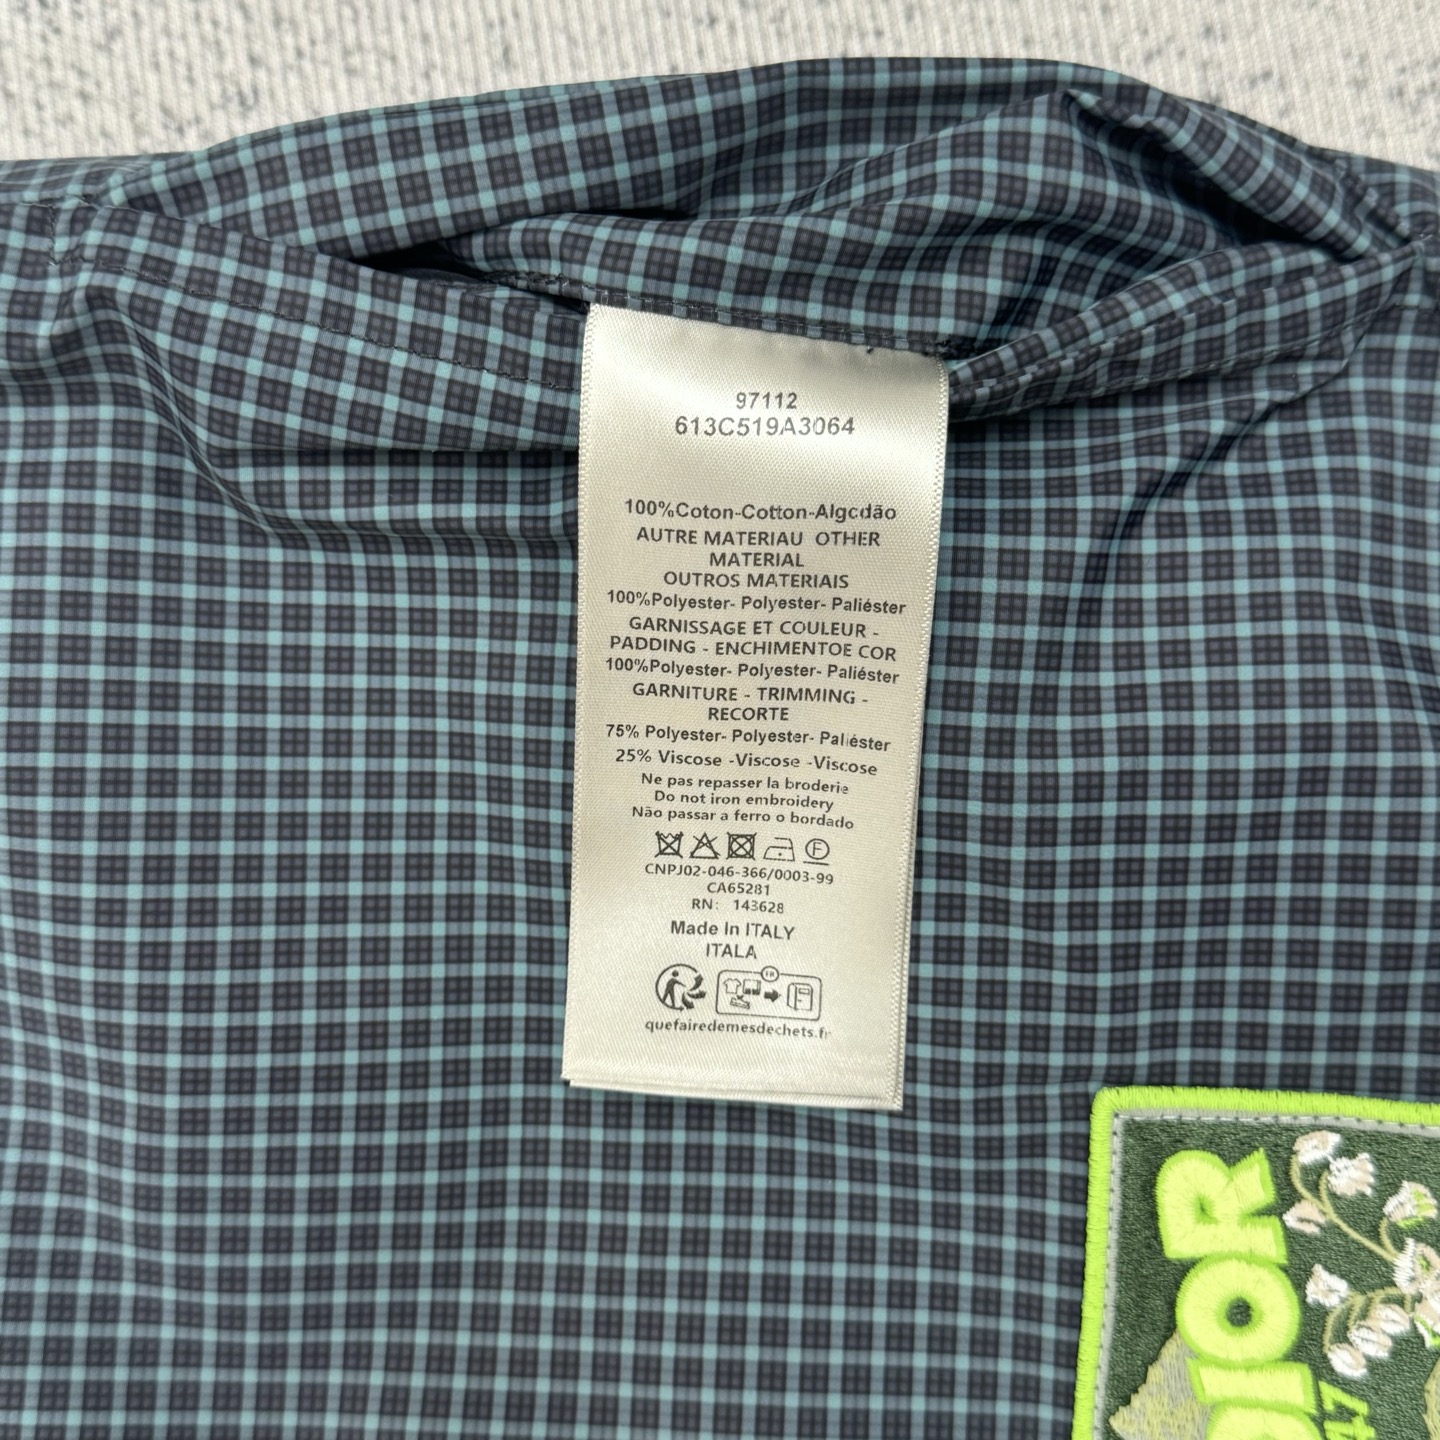 97112
613C519A3064
100%Coton-Cotton-Algodão
AUTRE MATERIAU OTHER
MATERIAL
OUTROS MATERIAIS
100%Polyester- Polyester- Paliéster
GARNISSAGE ET COULEUR -
PADDING - ENCHIMENTOE COR
100%Polyester- Polyester- Paliéster
GARNITURE - TRIMMING -
RECORTE
75% Polyester- Polyester- Paliéster
25% Viscose -Viscose -Viscose
Ne pas repasser la broderie
Do not iron embroidery
Não passar a ferro o bordado
F
CNPJ02-046-366/0003-99
CA65281
RN: 143628
Made In ITALY
ITALA
FR
quefairedemesdechets.fr
DIOR